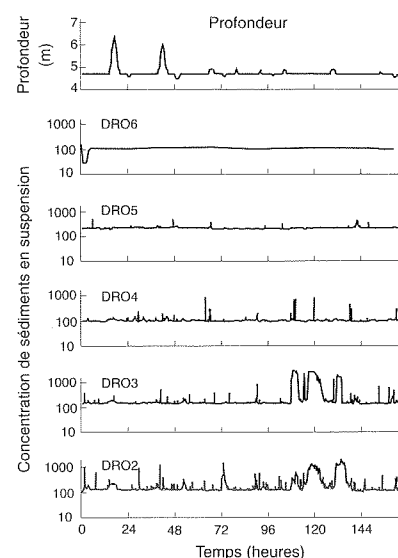 Profondeur
Profondeur
(m)
7
6
5
4
Concentration de sédiments en suspension
DRO6
1000
100
10
DRO5
1000
100
10
DRO4
1000
100
10
DRO3
1000
100
DRO2
1000
100
10
0 24 48 72 96 120 144
Temps (heures)